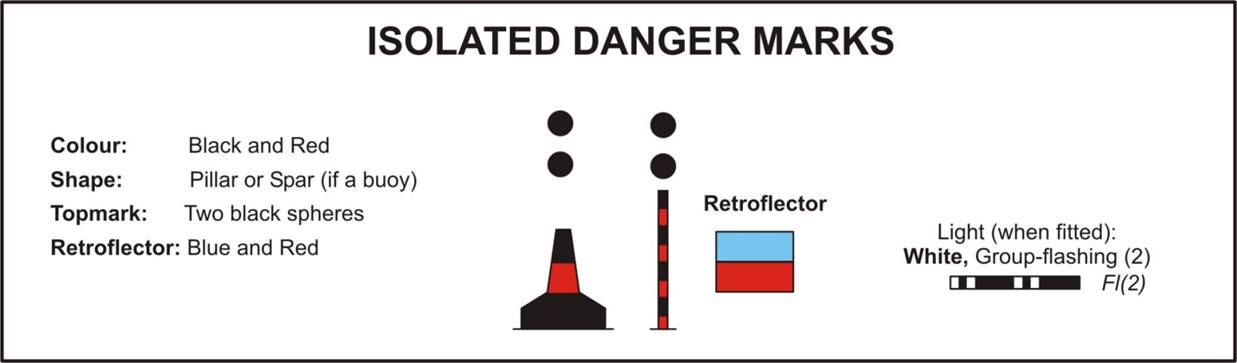 ISOLATED DANGER MARKS
Colour: Black and Red
Shape: Pillar or Spar (if a buoy)
Topmark: Two black spheres
Retroflector: Blue and Red
Retroflector
Light (when fitted):
White, Group-flashing (2)
Fl(2)